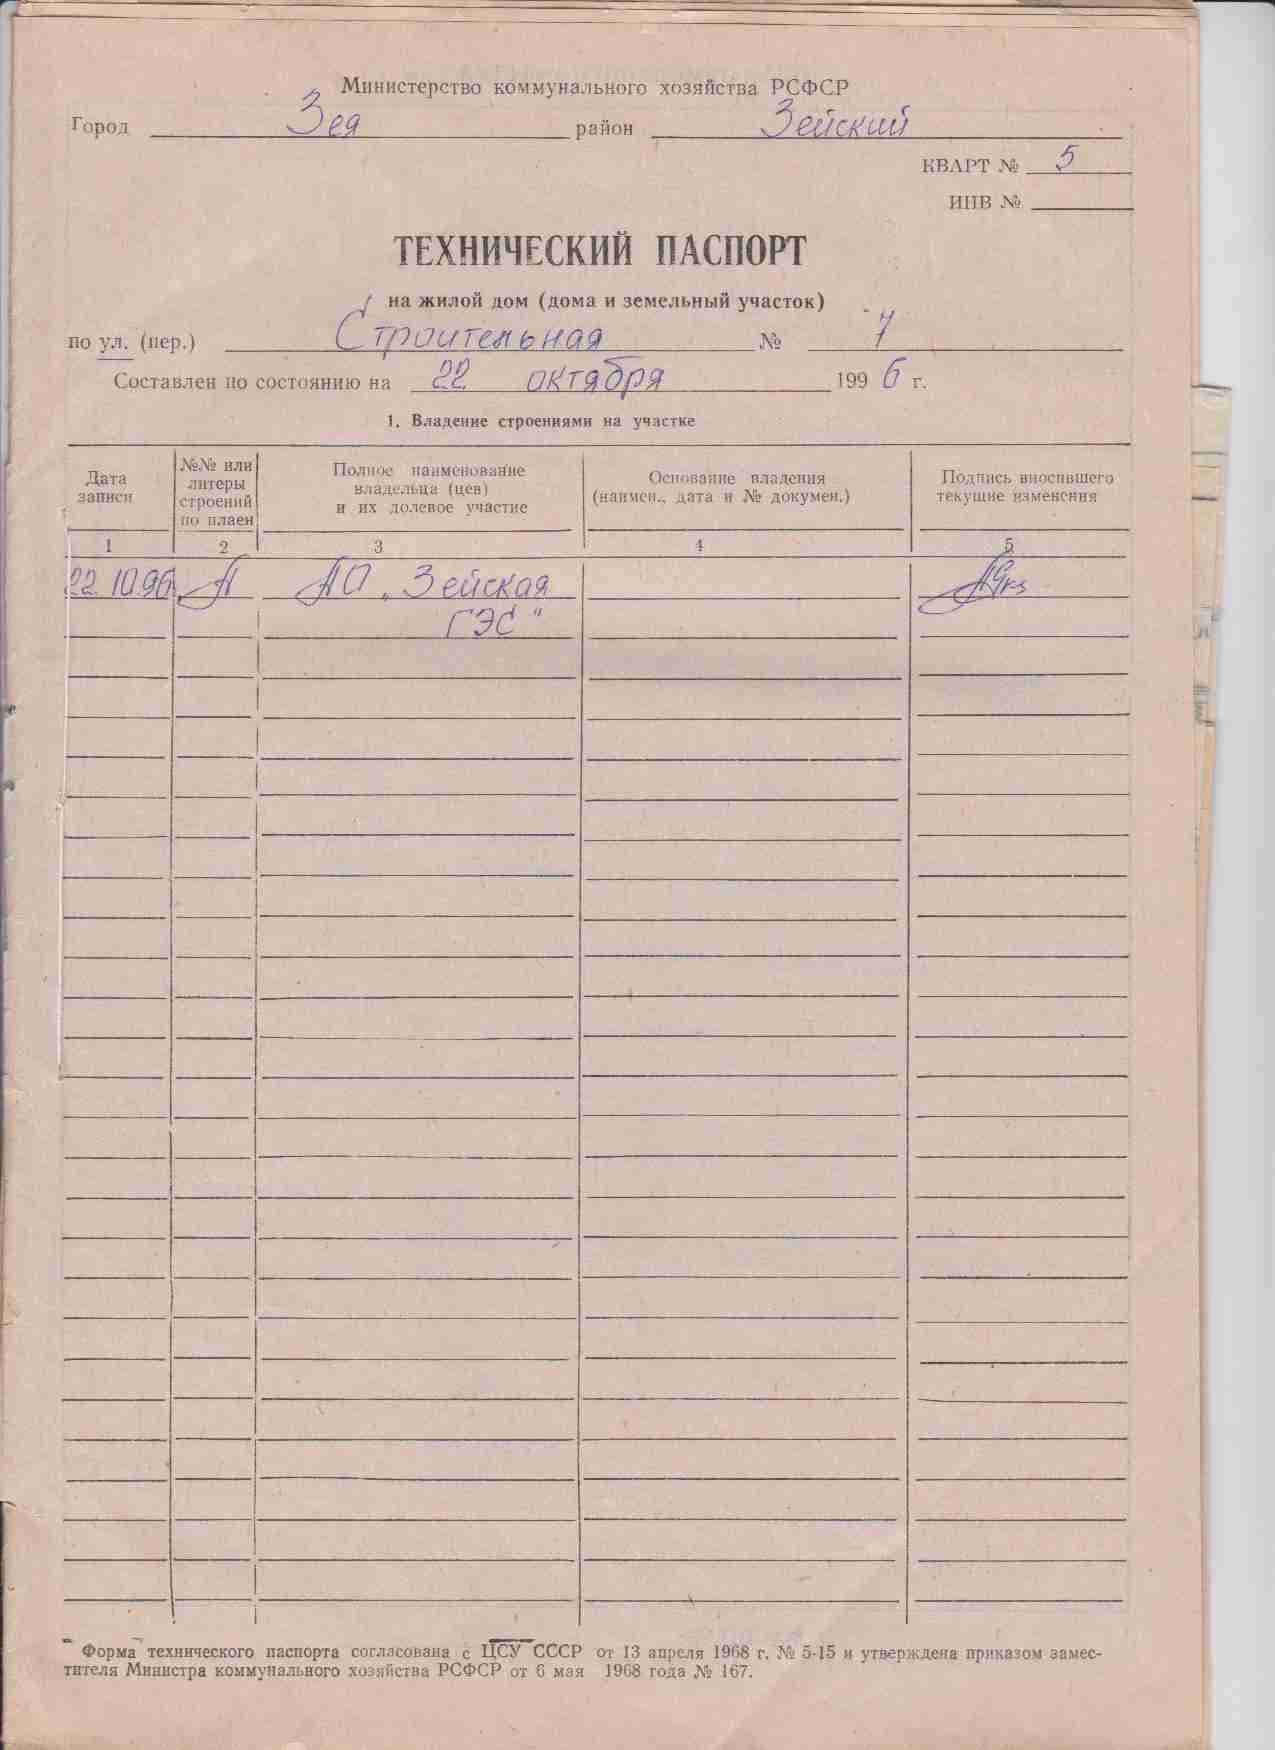 Министерство коммунального хозяйства РСФСР
Город Зея район Зейский
КВАРТ № 5
ИНВ №
ТЕХНИЧЕСКИЙ ПАСПОРТ
на жилой дом (дома и земельный участок)
по ул. (пер.) Строительная № 7
Составлен по состоянию на 22 октября 1996 г.
1. Владение строениями на участке
Дата записи №№ или литеры строений по плаен Полное наименование владельца (цев) и их долевое участие Основание владения (наимен., дата и № докумен.) Подпись вносившего текущие изменения
1 2 3 4 5
22.10.96 А АО „Зейская
ГЭС"
Форма технического паспорта согласована с ЦСУ СССР от 13 апреля 1968 г. № 5-15 и утверждена приказом замес-
тителя Министра коммунального хозяйства РСФСР от 6 мая 1968 года № 167.